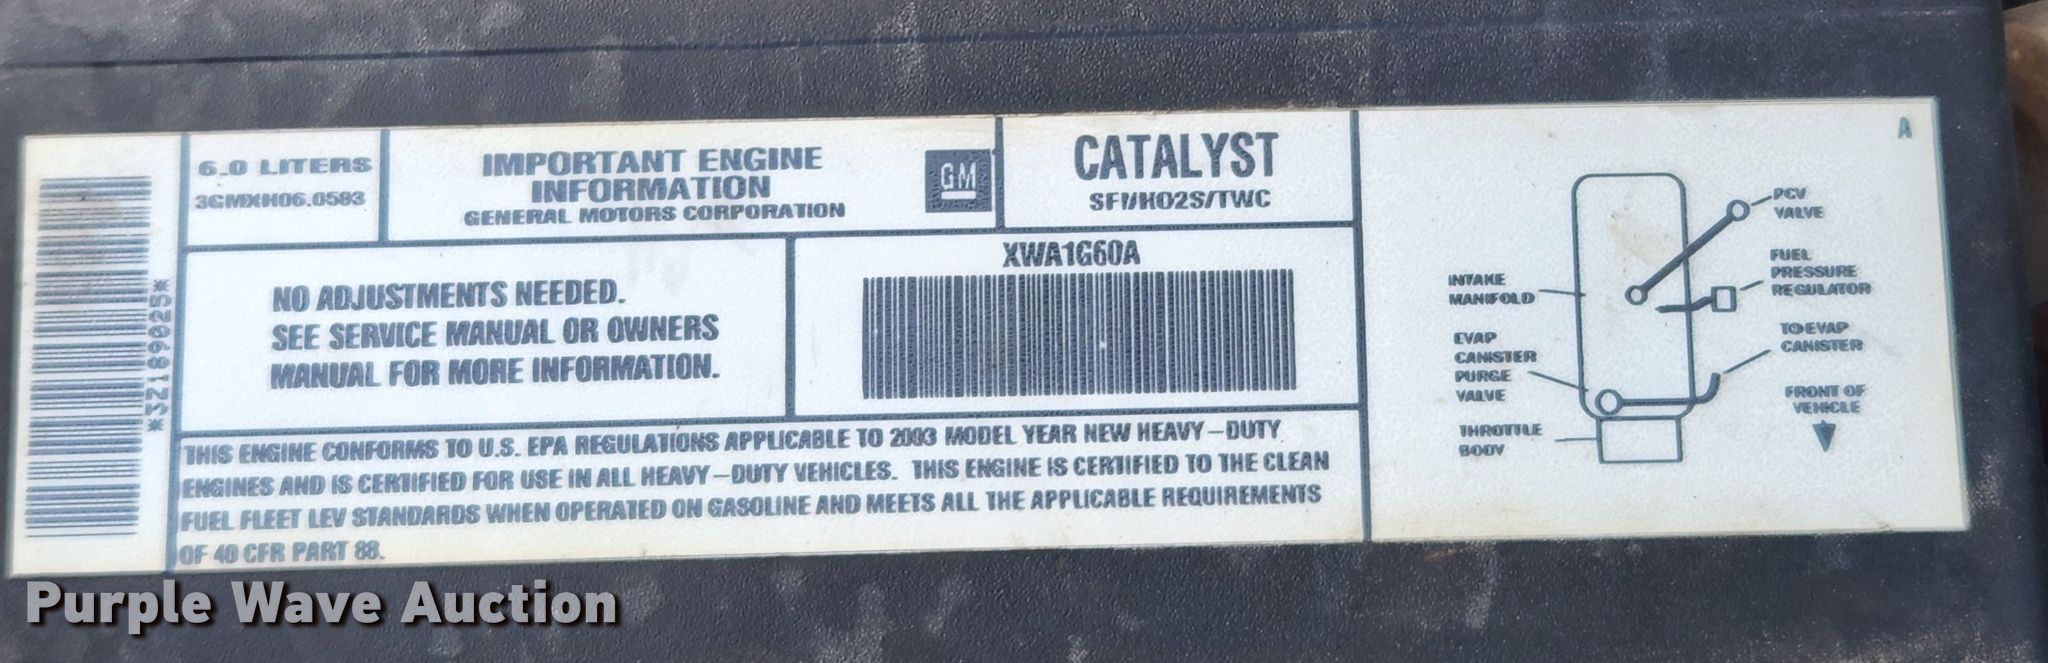 *321890025*
6.0 LITERS
3GMXH06.0583
IMPORTANT ENGINE
INFORMATION
GENERAL MOTORS CORPORATION
GM
CATALYST
SFI/HO2S/TWC
NO ADJUSTMENTS NEEDED.
SEE SERVICE MANUAL OR OWNERS
MANUAL FOR MORE INFORMATION.
XWA1G60A
THIS ENGINE CONFORMS TO U.S. EPA REGULATIONS APPLICABLE TO 2003 MODEL YEAR NEW HEAVY-DUTY
ENGINES AND IS CERTIFIED FOR USE IN ALL HEAVY-DUTY VEHICLES. THIS ENGINE IS CERTIFIED TO THE CLEAN
FUEL FLEET LEV STANDARDS WHEN OPERATED ON GASOLINE AND MEETS ALL THE APPLICABLE REQUIREMENTS
OF 40 CFR PART 88.
A
PCV
VALVE
FUEL
PRESSURE
REGULATOR
INTAKE
MANIFOLD
TO EVAP
CANISTER
EVAP
CANISTER
PURGE
VALVE
FRONT OF
VEHICLE
THROTTLE
BODY
Purple Wave Auction